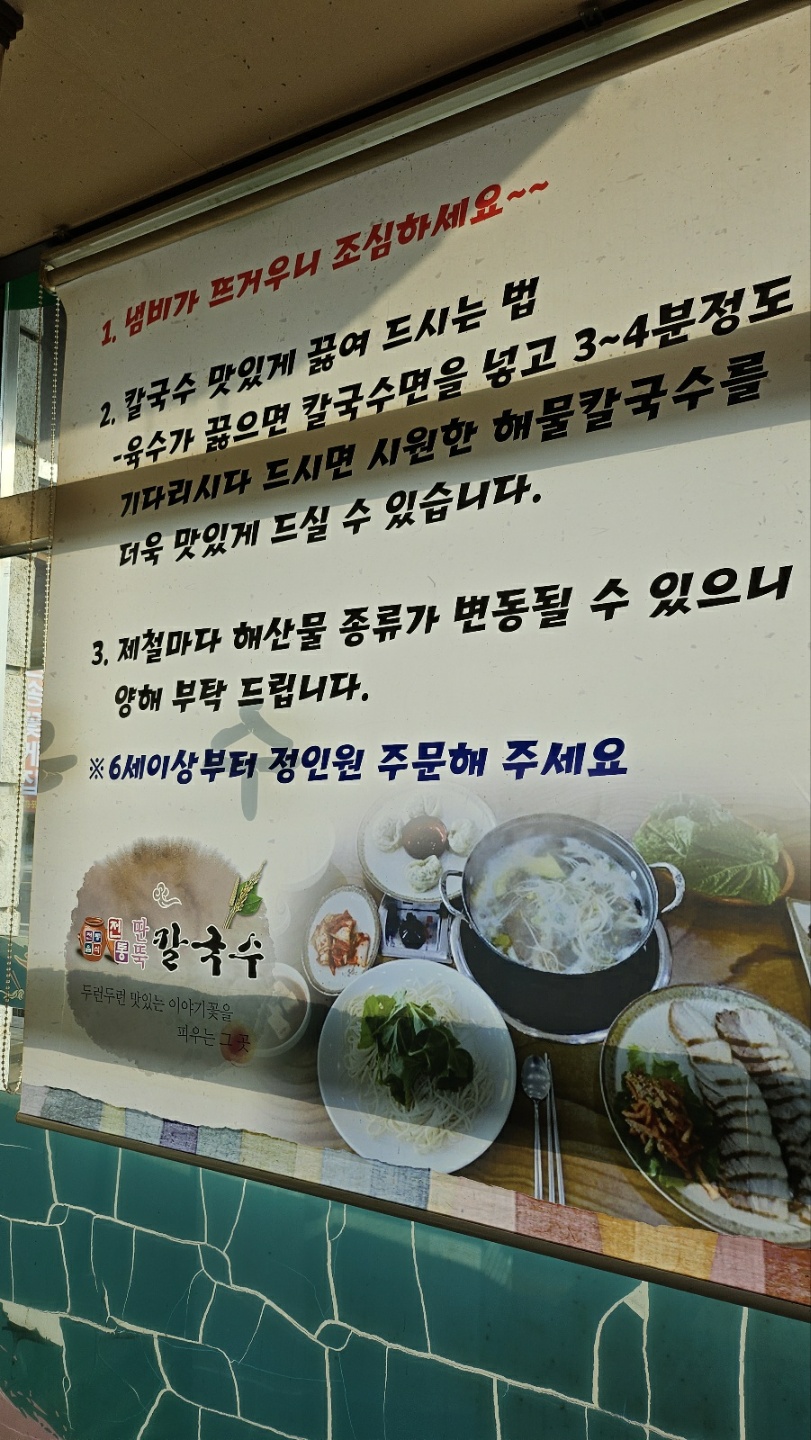 1. 냄비가 뜨거우니 조심하세요~~
2. 칼국수 맛있게 끓여 드시는 법
-육수가 끓으면 칼국수면을 넣고 3~4분정도
기다리시다 드시면 시원한 해물칼국수를
더욱 맛있게 드실 수 있습니다.
3. 제철마다 해산물 종류가 변동될 수 있으니
양해 부탁 드립니다.
※6세이상부터 정인원 주문해 주세요
수
전통
칼국수
두런두런 맛있는 이야기꽃을
피우는 그 곳